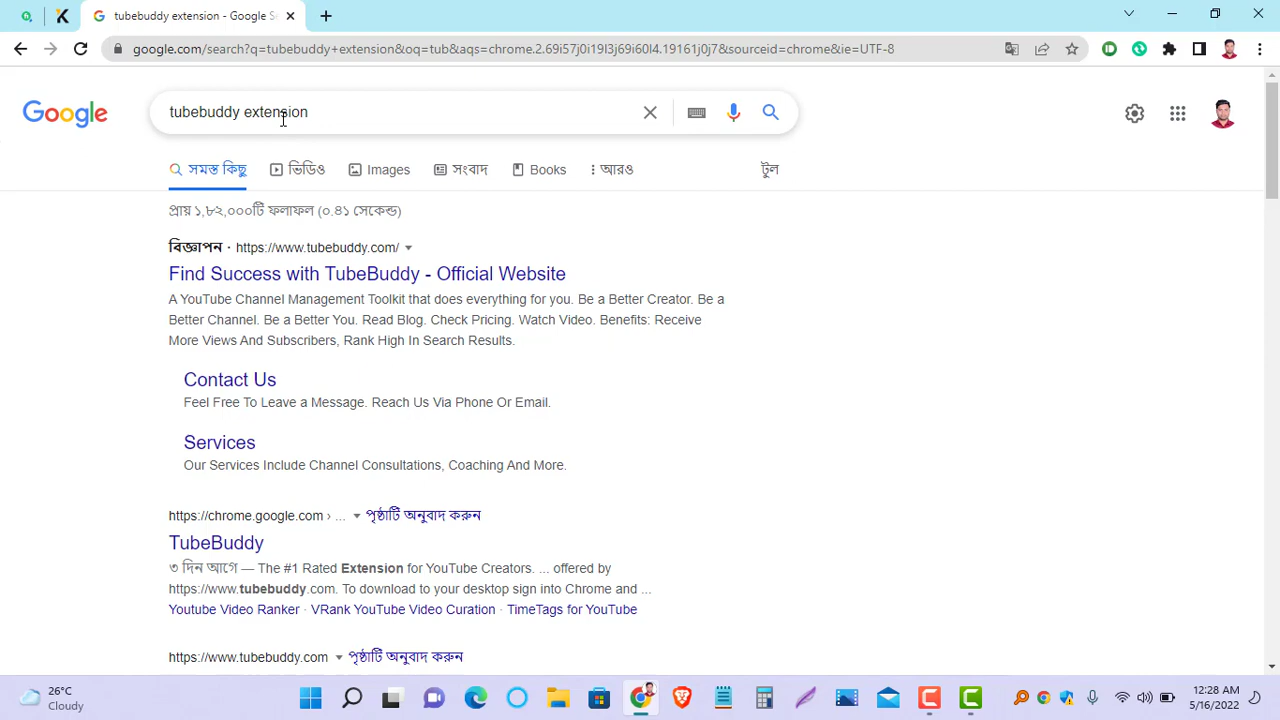 tubebuddy extension - Google Se
google.com/search?q=tubebuddy+extension&oq=tub&aqs=chrome.2.69i57j0i19l3j69i60l4.19161j0j7&sourceid=chrome&ie=UTF-8
Google
tubebuddy extension
সমস্ত কিছু ভিডিও Images সংবাদ Books আরও টুল
প্রায় ১,৮২,০০০টি ফলাফল (০.৪১ সেকেন্ড)
বিজ্ঞাপন · https://www.tubebuddy.com/
Find Success with TubeBuddy - Official Website
A YouTube Channel Management Toolkit that does everything for you. Be a Better Creator. Be a
Better Channel. Be a Better You. Read Blog. Check Pricing. Watch Video. Benefits: Receive
More Views And Subscribers, Rank High In Search Results.
Contact Us
Feel Free To Leave a Message. Reach Us Via Phone Or Email.
Services
Our Services Include Channel Consultations, Coaching And More.
https://chrome.google.com › ... পৃষ্ঠাটি অনুবাদ করুন
TubeBuddy
৩ দিন আগে — The #1 Rated Extension for YouTube Creators. ... offered by
https://www.tubebuddy.com. To download to your desktop sign into Chrome and ...
Youtube Video Ranker · VRank YouTube Video Curation · TimeTags for YouTube
https://www.tubebuddy.com পৃষ্ঠাটি অনুবাদ করুন
26°C
Cloudy
12:28 AM
5/16/2022